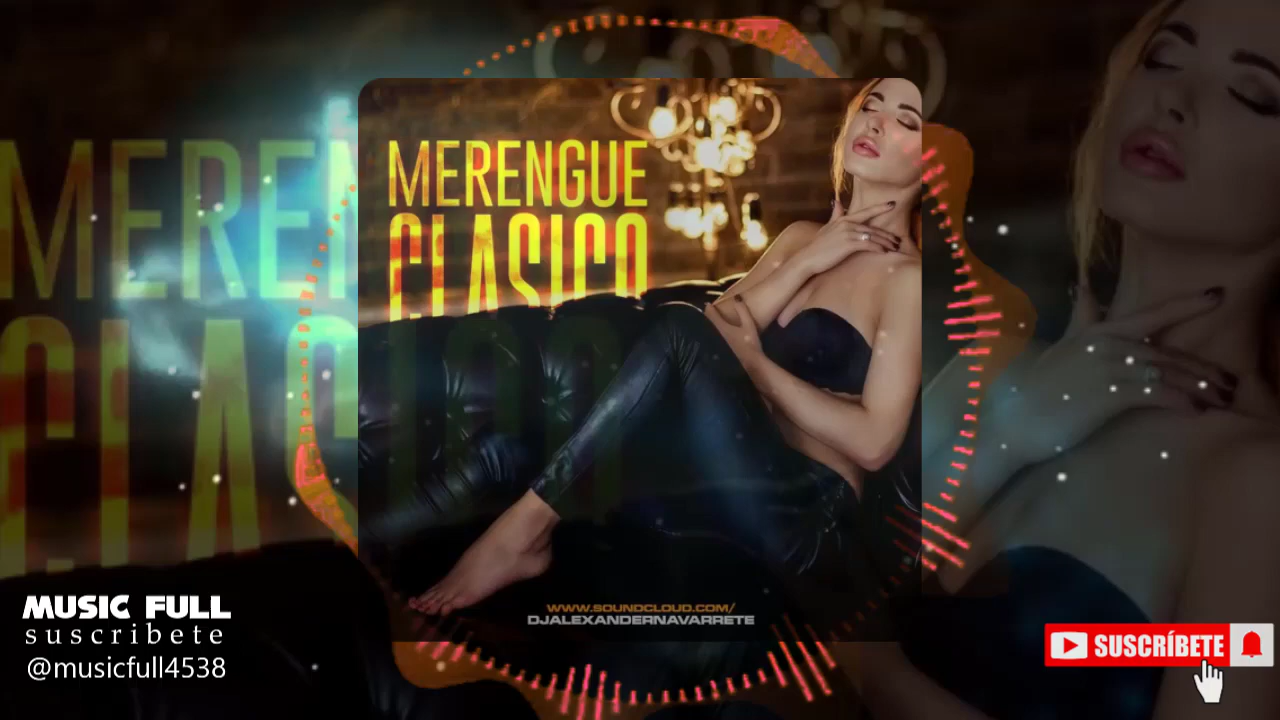 MERENGUE
CLASICO
WWW.SOUNDCLOUD.COM/
DJALEXANDERNAVARRETE
MUSIC FULL
suscribete
@musicfull4538
SUSCRÍBETE